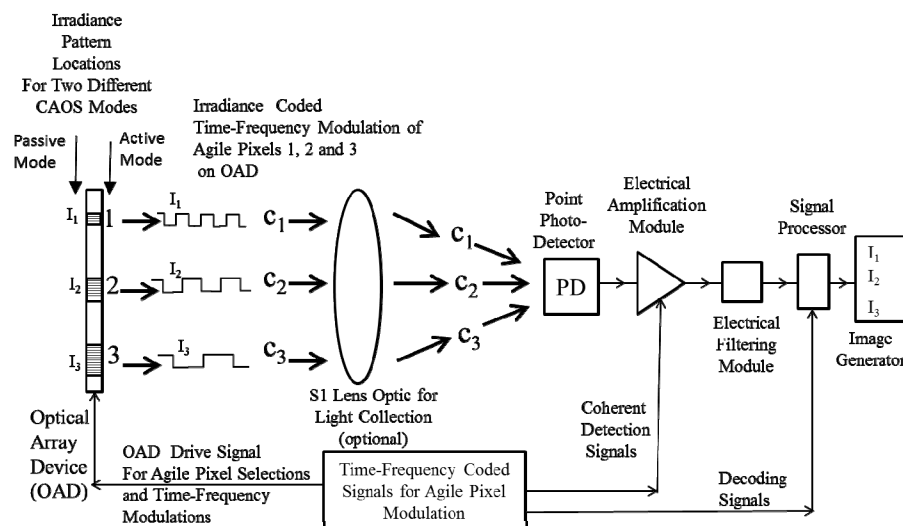 Irradiance
Pattern
Locations
For Two Different
CAOS Modes
Passive
Mode
Active
Mode
Irradiance Coded
Time-Frequency Modulation of
Agile Pixels 1, 2 and 3
on OAD
I₁
1
I₁
c₁
I₂
2
I₂
c₂
I₃
3
I₃
c₃
S1 Lens Optic for
Light Collection
(optional)
c₁
c₂
c₃
Point
Photo-
Detector
PD
Electrical
Amplification
Module
Electrical
Filtering
Module
Signal
Processor
I₁
I₂
I₃
Image
Generator
Optical
Array
Device
(OAD)
OAD Drive Signal
For Agile Pixel Selections
and Time-Frequency
Modulations
Time-Frequency Coded
Signals for Agile Pixel
Modulation
Coherent
Detection
Signals
Decoding
Signals